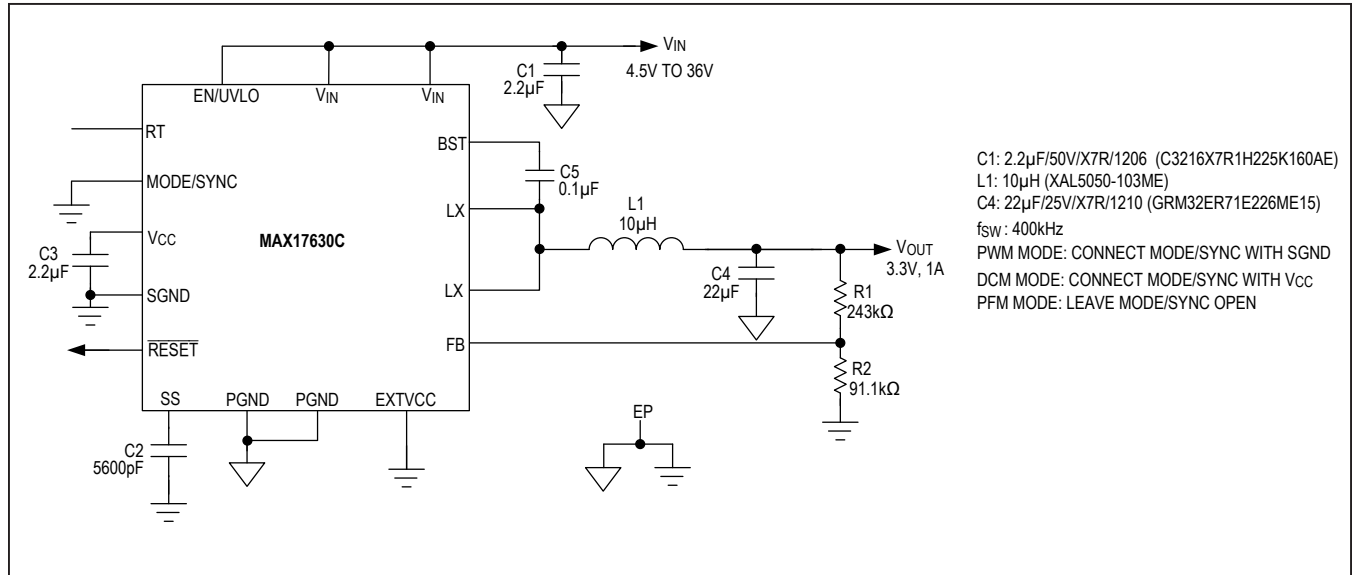 VIN
4.5V TO 36V
C1
2.2µF
EN/UVLO
VIN
VIN
RT
BST
MODE/SYNC
C5
0.1µF
LX
L1
10µH
VCC
C3
2.2µF
MAX17630C
VOUT
3.3V, 1A
C4
22µF
R1
243kΩ
SGND
LX
RESET
FB
R2
91.1kΩ
SS
PGND
PGND
EXTVCC
EP
C2
5600pF
C1: 2.2µF/50V/X7R/1206 (C3216X7R1H225K160AE)
L1: 10µH (XAL5050-103ME)
C4: 22µF/25V/X7R/1210 (GRM32ER71E226ME15)
fSW : 400kHz
PWM MODE: CONNECT MODE/SYNC WITH SGND
DCM MODE: CONNECT MODE/SYNC WITH VCC
PFM MODE: LEAVE MODE/SYNC OPEN